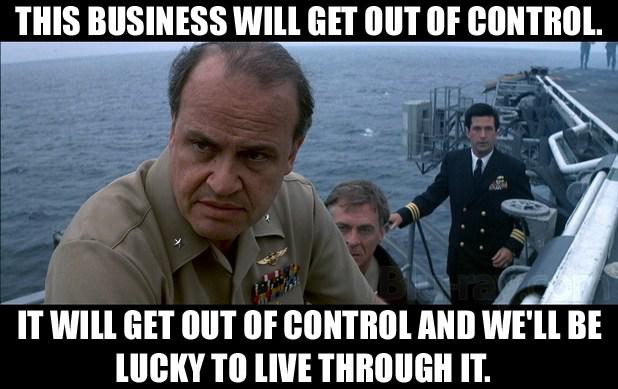 THIS BUSINESS WILL GET OUT OF CONTROL.
IT WILL GET OUT OF CONTROL AND WE'LL BE
LUCKY TO LIVE THROUGH IT.